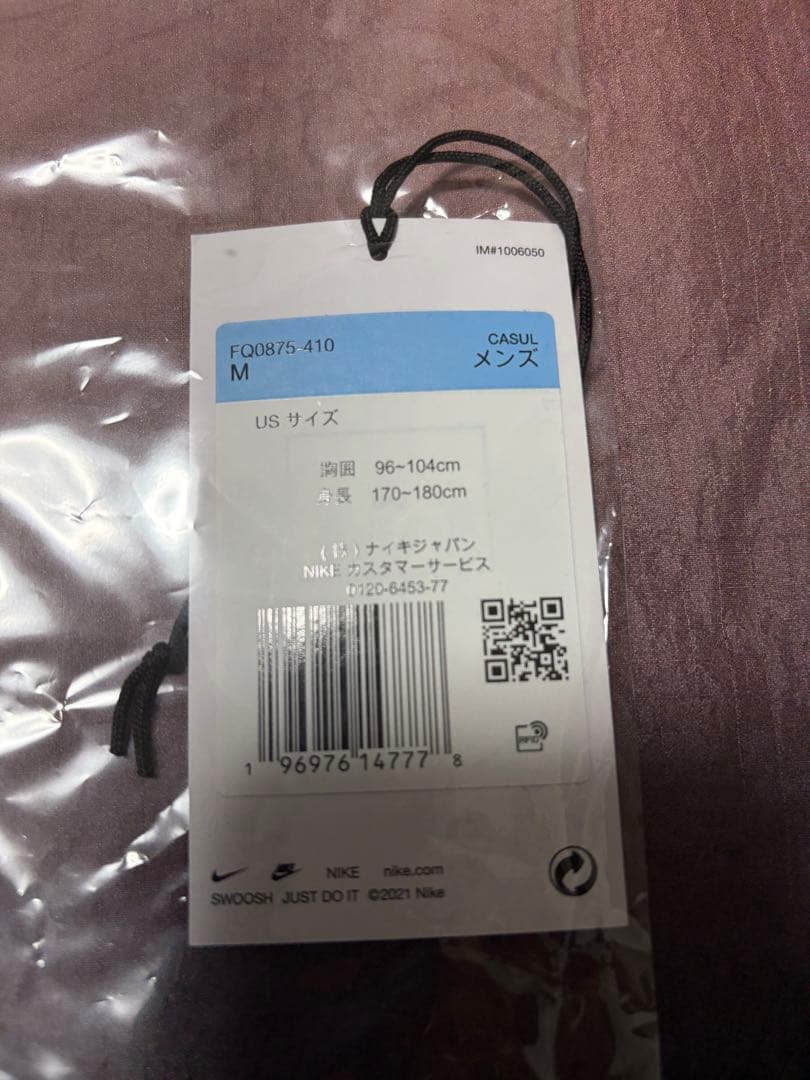 IM#1006050
FQ0875-410
CASUL
M
メンズ
US サイズ
胸囲 96~104cm
身長 170~180cm
(株)ナイキジャパン
NIKE カスタマーサービス
0120-6453-77
1 96976 14777 8
RFID
NIKE nike.com
SWOOSH JUST DO IT ©2021 Nike